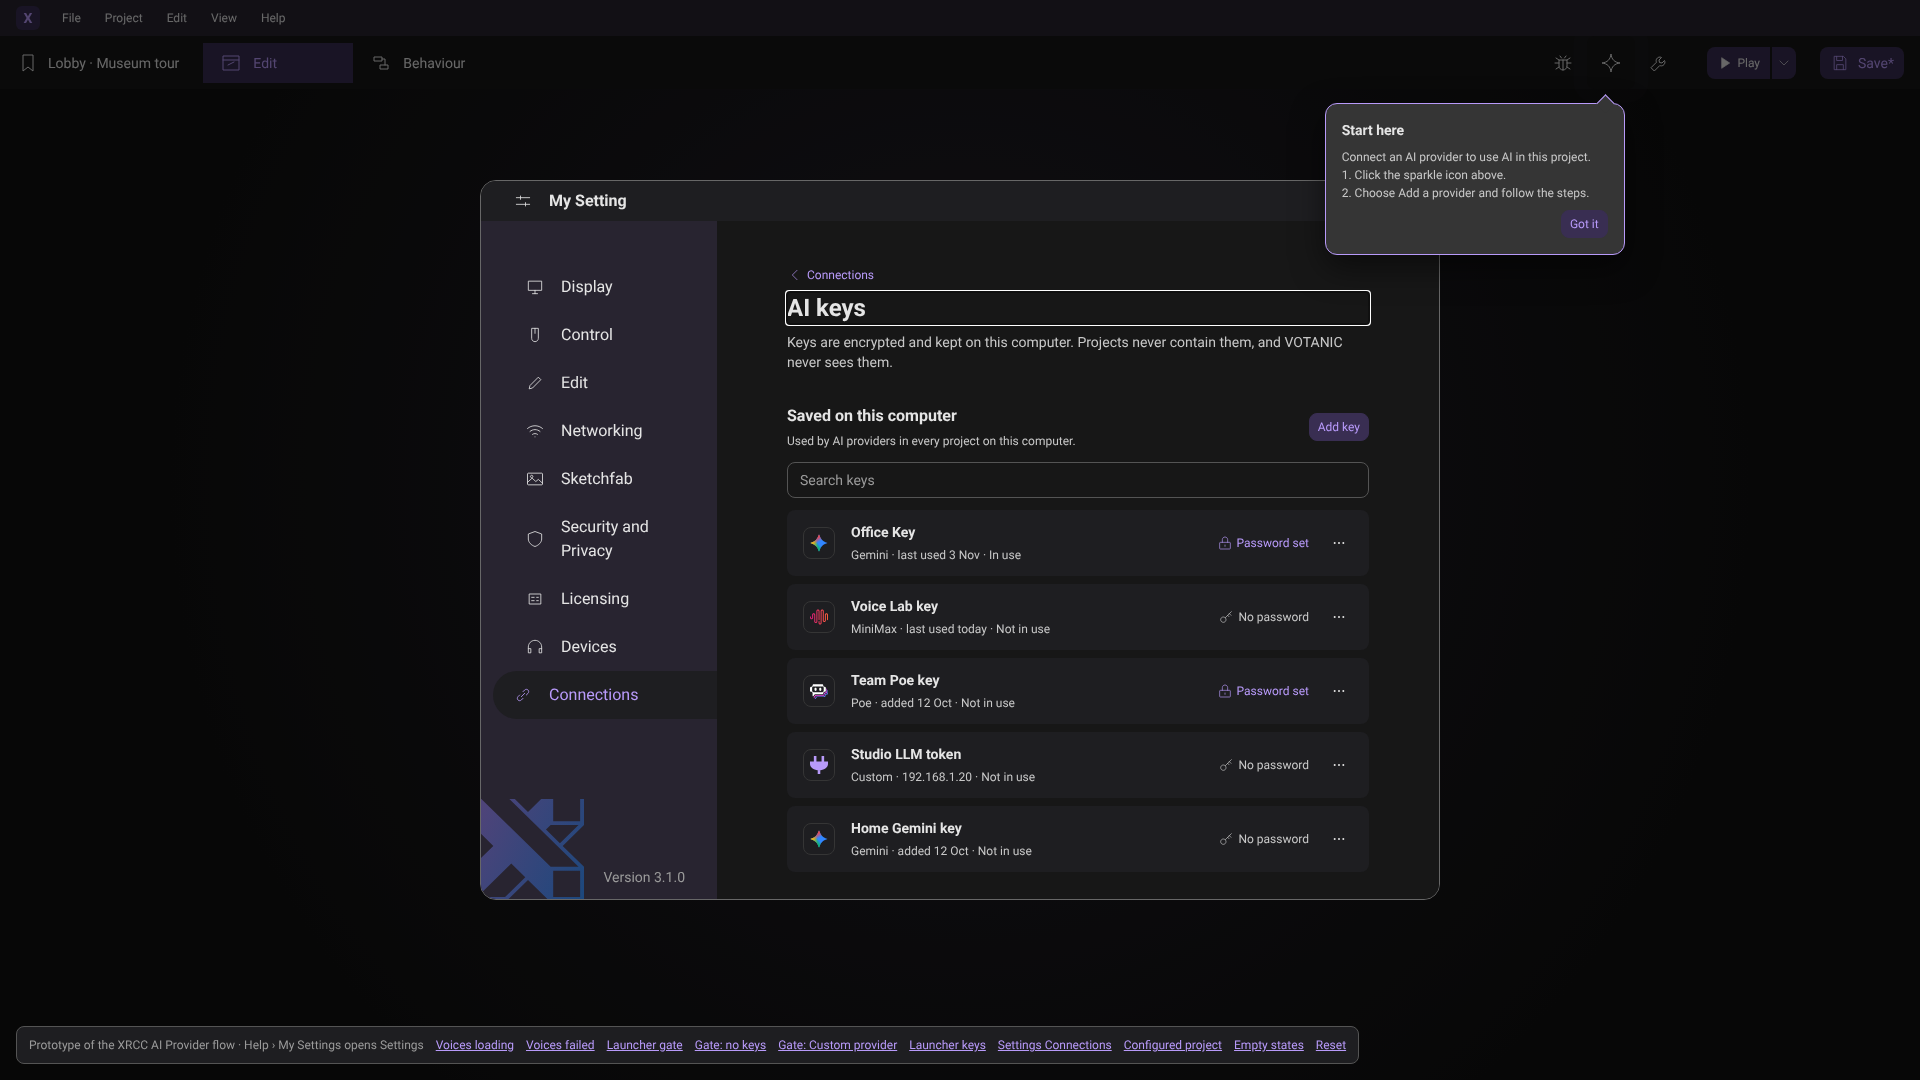 X File Project Edit View Help
Lobby · Museum tour Edit Behaviour Play Save*
Start here
Connect an AI provider to use AI in this project.
1. Click the sparkle icon above.
2. Choose Add a provider and follow the steps.
Got it
My Setting
Display
Control
Edit
Networking
Sketchfab
Security and
Privacy
Licensing
Devices
Connections
Version 3.1.0
Connections
AI keys
Keys are encrypted and kept on this computer. Projects never contain them, and VOTANIC
never sees them.
Saved on this computer
Used by AI providers in every project on this computer.
Add key
Search keys
Office Key
Gemini · last used 3 Nov · In use
Password set
Voice Lab key
MiniMax · last used today · Not in use
No password
Team Poe key
Poe · added 12 Oct · Not in use
Password set
Studio LLM token
Custom · 192.168.1.20 · Not in use
No password
Home Gemini key
Gemini · added 12 Oct · Not in use
No password
Prototype of the XRCC AI Provider flow · Help › My Settings opens Settings Voices loading Voices failed Launcher gate Gate: no keys Gate: Custom provider Launcher keys Settings Connections Configured project Empty states Reset